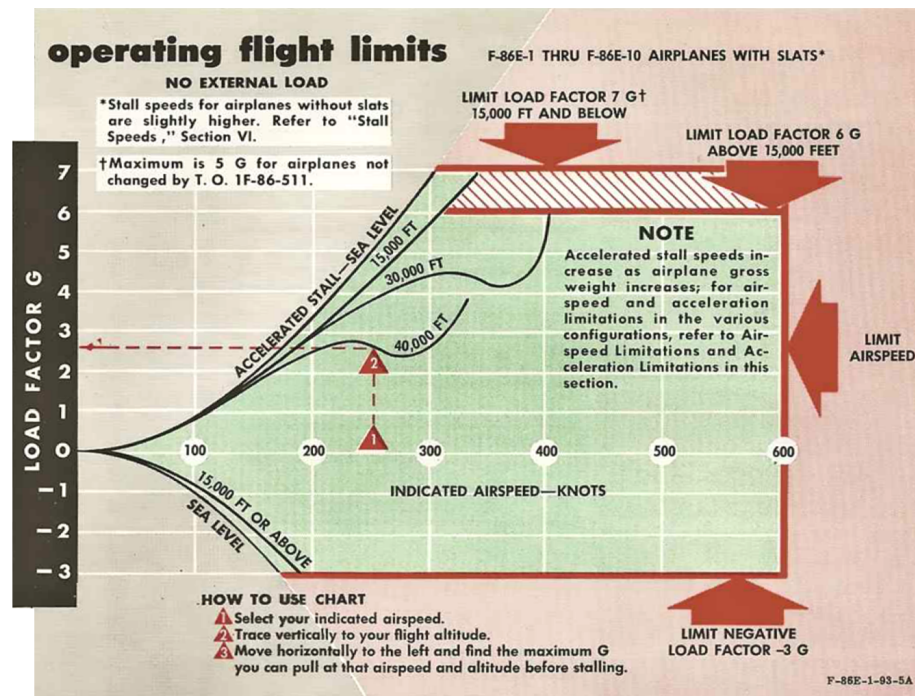 operating flight limits
F-86E-1 THRU F-86E-10 AIRPLANES WITH SLATS*
NO EXTERNAL LOAD
*Stall speeds for airplanes without slats
are slightly higher. Refer to "Stall
Speeds," Section VI.
†Maximum is 5 G for airplanes not
changed by T. O. 1F-86-511.
LIMIT LOAD FACTOR 7 G†
15,000 FT AND BELOW
LIMIT LOAD FACTOR 6 G
ABOVE 15,000 FEET
LOAD FACTOR G
7
6
5
4
3
2
1
0
−1
−2
−3
ACCELERATED STALL—SEA LEVEL
15,000 FT
30,000 FT
40,000 FT
NOTE
Accelerated stall speeds in-
crease as airplane gross
weight increases; for air-
speed and acceleration
limitations in the various
configurations, refer to Air-
speed Limitations and Ac-
celeration Limitations in this
section.
LIMIT
AIRSPEED
2
1
100
200
300
400
500
600
INDICATED AIRSPEED—KNOTS
15,000 FT OR ABOVE
SEA LEVEL
HOW TO USE CHART
1 Select your indicated airspeed.
2 Trace vertically to your flight altitude.
3 Move horizontally to the left and find the maximum G
you can pull at that airspeed and altitude before stalling.
LIMIT NEGATIVE
LOAD FACTOR –3 G
F-86E-1-93-5A